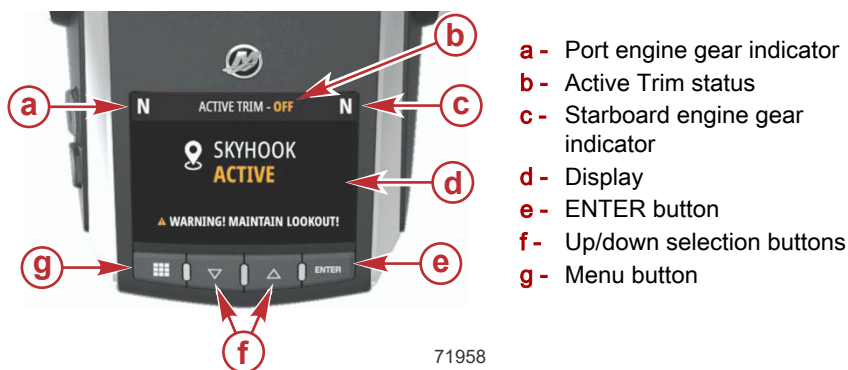 b
a
N
ACTIVE TRIM - OFF
N
c
SKYHOOK
ACTIVE
d
WARNING! MAINTAIN LOOKOUT!
g
ENTER
e
f
71958
a - Port engine gear indicator
b - Active Trim status
c - Starboard engine gear
indicator
d - Display
e - ENTER button
f - Up/down selection buttons
g - Menu button